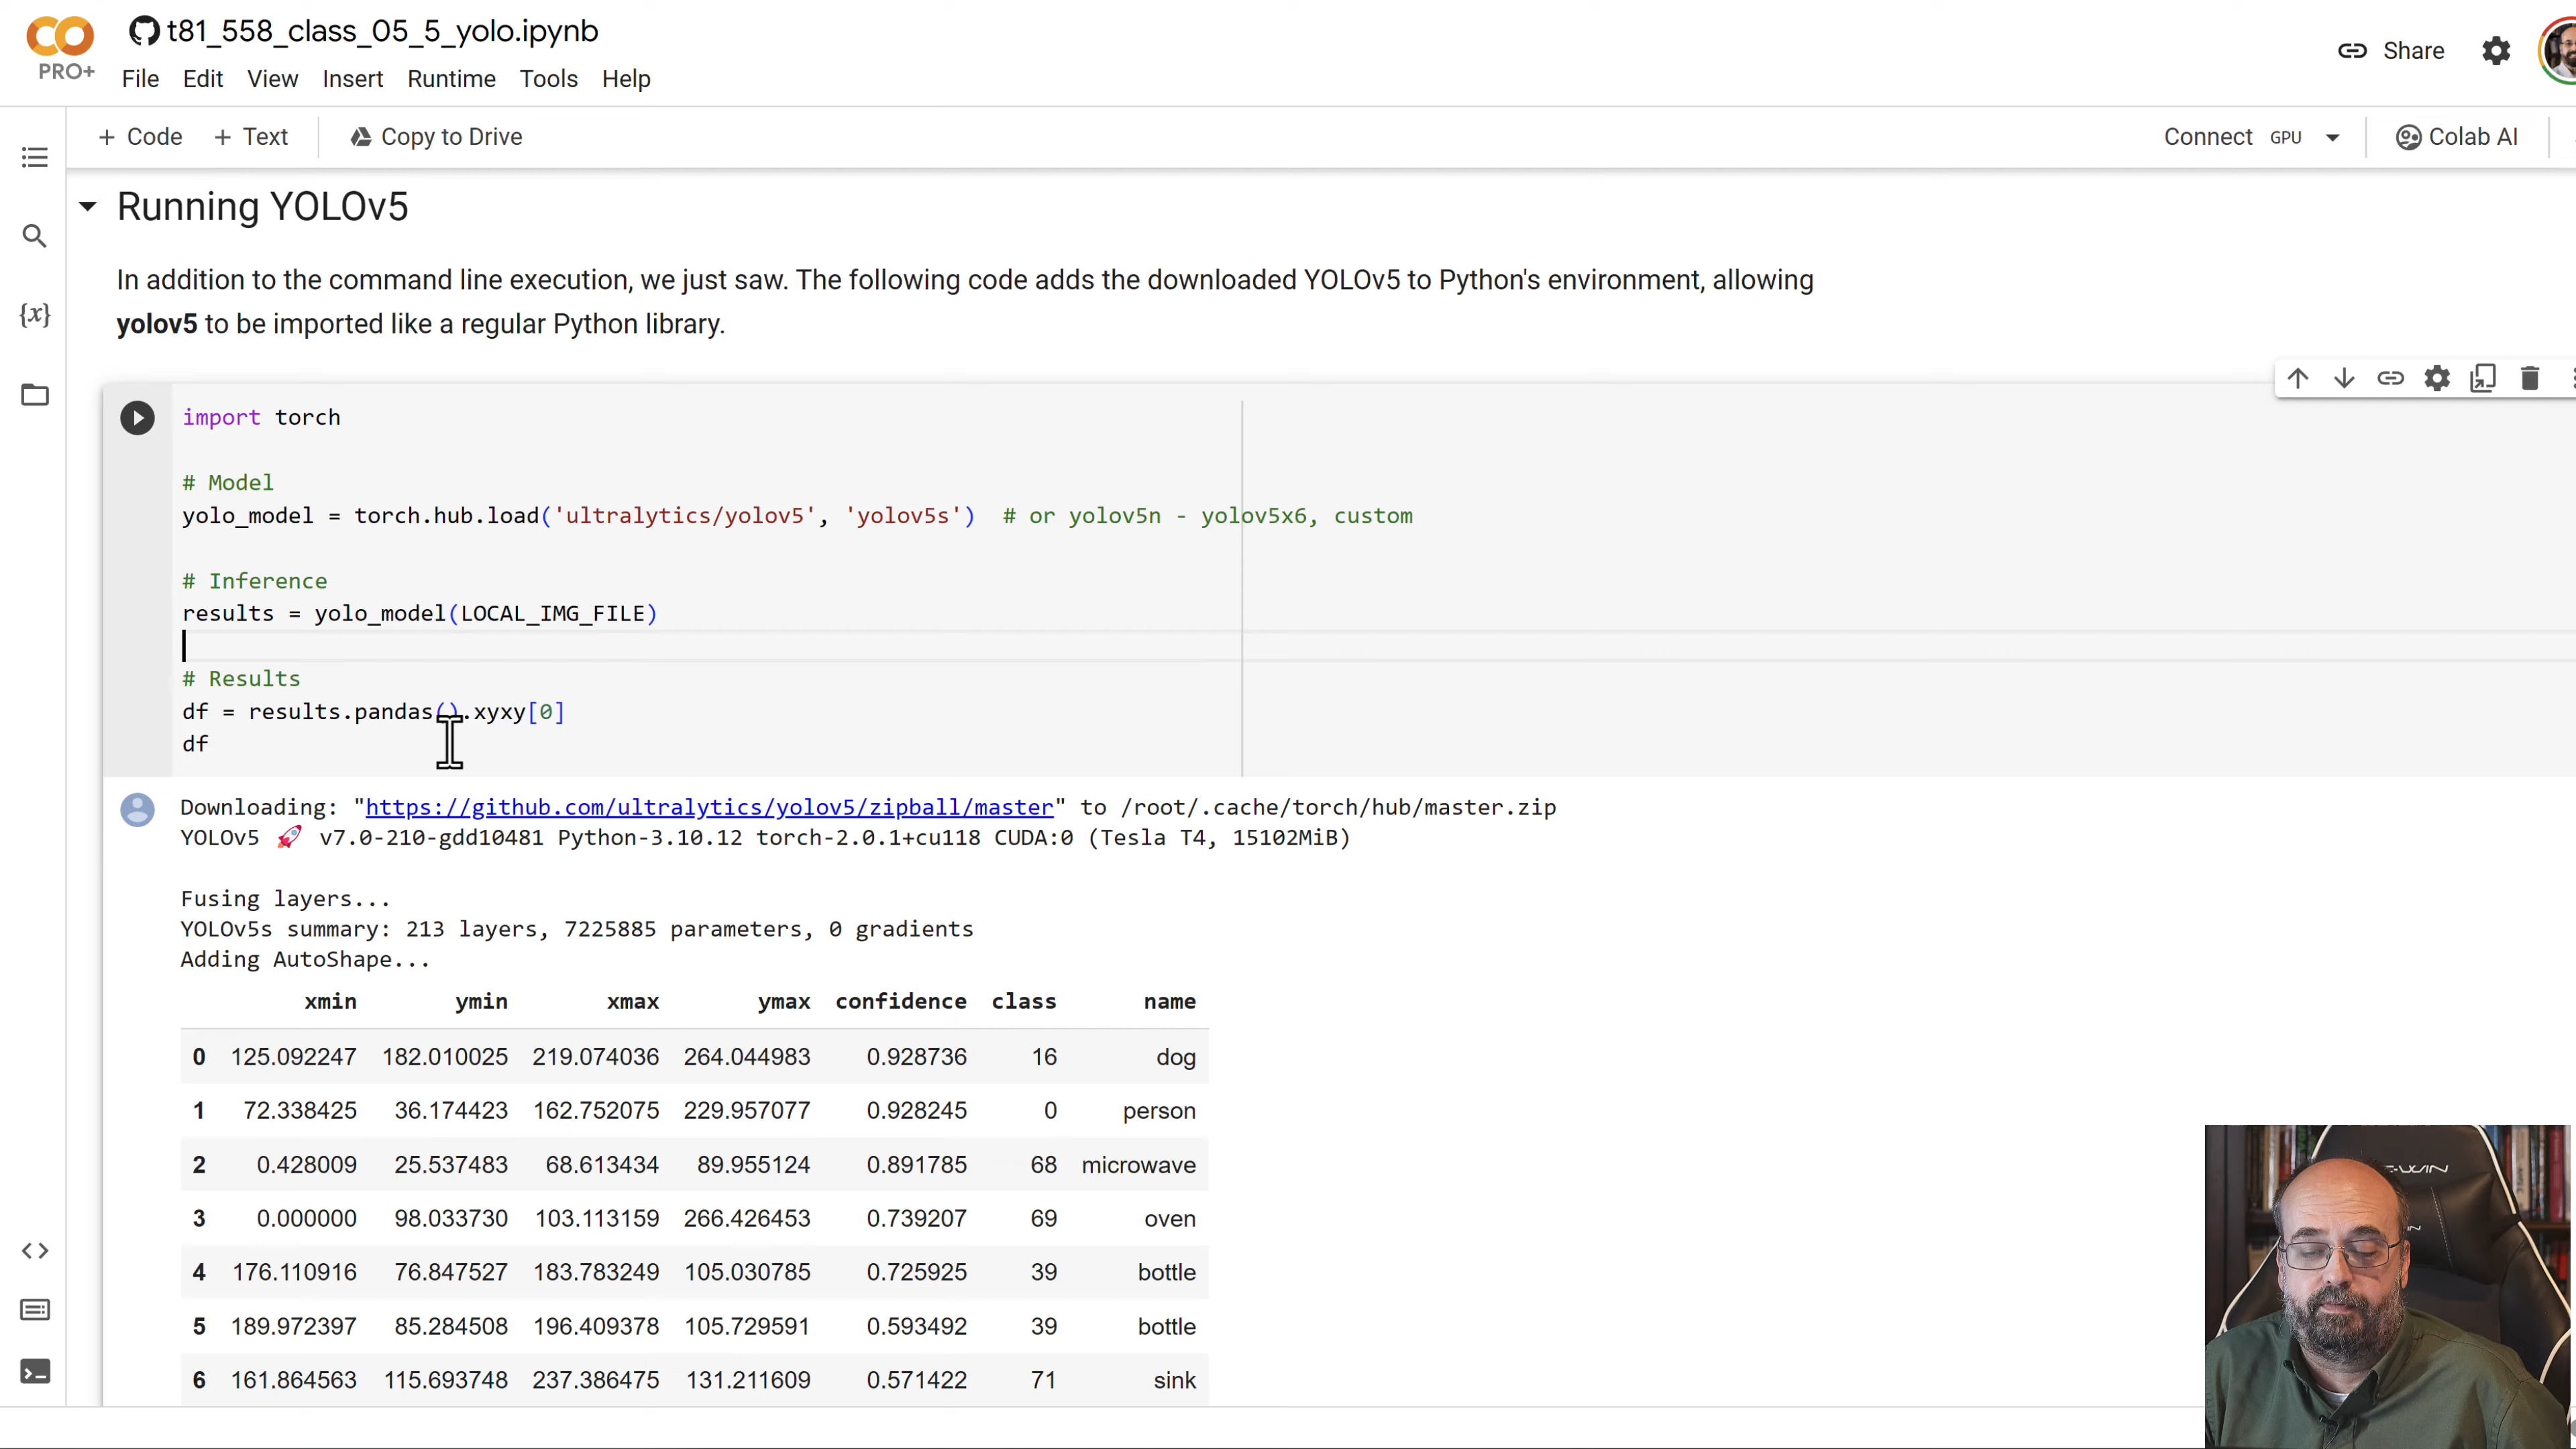 t81_558_class_05_5_yolo.ipynb
PRO+
File Edit View Insert Runtime Tools Help
Share
+ Code + Text Copy to Drive
Connect GPU
Colab AI
Running YOLOv5
In addition to the command line execution, we just saw. The following code adds the downloaded YOLOv5 to Python's environment, allowing
yolov5 to be imported like a regular Python library.
{x}
import torch
# Model
yolo_model = torch.hub.load('ultralytics/yolov5', 'yolov5s') # or yolov5n - yolov5x6, custom
# Inference
results = yolo_model(LOCAL_IMG_FILE)
# Results
df = results.pandas().xyxy[0]
df
Downloading: "https://github.com/ultralytics/yolov5/zipball/master" to /root/.cache/torch/hub/master.zip
YOLOv5 🚀 v7.0-210-gdd10481 Python-3.10.12 torch-2.0.1+cu118 CUDA:0 (Tesla T4, 15102MiB)
Fusing layers...
YOLOv5s summary: 213 layers, 7225885 parameters, 0 gradients
Adding AutoShape...
xmin ymin xmax ymax confidence class name
0 125.092247 182.010025 219.074036 264.044983 0.928736 16 dog
1 72.338425 36.174423 162.752075 229.957077 0.928245 0 person
2 0.428009 25.537483 68.613434 89.955124 0.891785 68 microwave
3 0.000000 98.033730 103.113159 266.426453 0.739207 69 oven
4 176.110916 76.847527 183.783249 105.030785 0.725925 39 bottle
5 189.972397 85.284508 196.409378 105.729591 0.593492 39 bottle
6 161.864563 115.693748 237.386475 131.211609 0.571422 71 sink